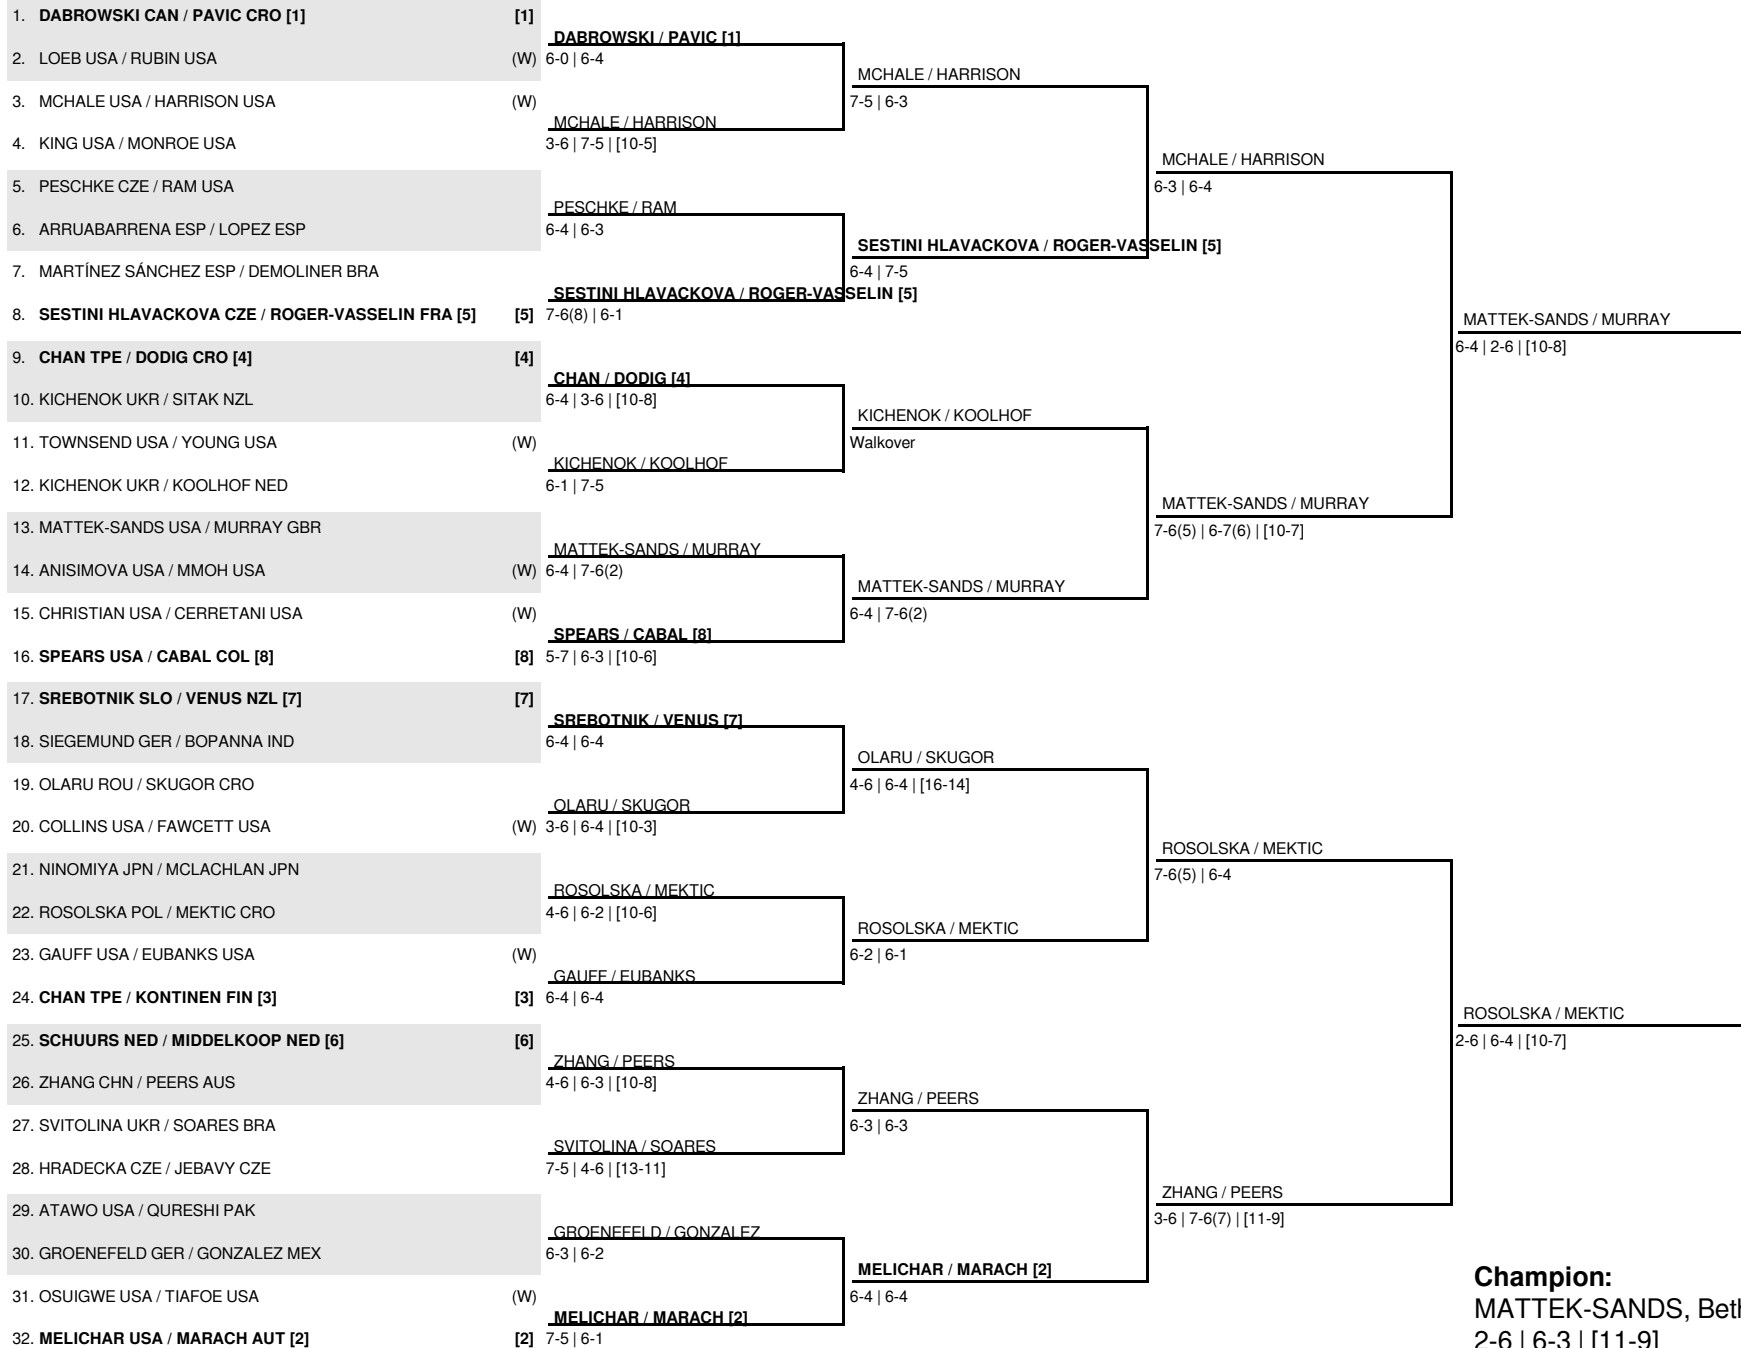 1. DABROWSKI CAN / PAVIC CRO [1] [1]
2. LOEB USA / RUBIN USA (W)
3. MCHALE USA / HARRISON USA (W)
4. KING USA / MONROE USA
5. PESCHKE CZE / RAM USA
6. ARRUABARRENA ESP / LOPEZ ESP
7. MARTÍNEZ SÁNCHEZ ESP / DEMOLINER BRA
8. SESTINI HLAVACKOVA CZE / ROGER-VASSELIN FRA [5] [5]
9. CHAN TPE / DODIG CRO [4] [4]
10. KICHENOK UKR / SITAK NZL
11. TOWNSEND USA / YOUNG USA (W)
12. KICHENOK UKR / KOOLHOF NED
13. MATTEK-SANDS USA / MURRAY GBR
14. ANISIMOVA USA / MMOH USA (W)
15. CHRISTIAN USA / CERRETANI USA (W)
16. SPEARS USA / CABAL COL [8] [8]
17. SREBOTNIK SLO / VENUS NZL [7] [7]
18. SIEGEMUND GER / BOPANNA IND
19. OLARU ROU / SKUGOR CRO
20. COLLINS USA / FAWCETT USA (W)
21. NINOMIYA JPN / MCLACHLAN JPN
22. ROSOLSKA POL / MEKTIC CRO
23. GAUFF USA / EUBANKS USA (W)
24. CHAN TPE / KONTINEN FIN [3] [3]
25. SCHUURS NED / MIDDELKOOP NED [6] [6]
26. ZHANG CHN / PEERS AUS
27. SVITOLINA UKR / SOARES BRA
28. HRADECKA CZE / JEBAVY CZE
29. ATAWO USA / QURESHI PAK
30. GROENEFELD GER / GONZALEZ MEX
31. OSUIGWE USA / TIAFOE USA (W)
32. MELICHAR USA / MARACH AUT [2] [2]
DABROWSKI / PAVIC [1]
6-0 | 6-4
MCHALE / HARRISON
3-6 | 7-5 | [10-5]
PESCHKE / RAM
6-4 | 6-3
SESTINI HLAVACKOVA / ROGER-VASSELIN [5]
7-6(8) | 6-1
CHAN / DODIG [4]
6-4 | 3-6 | [10-8]
KICHENOK / KOOLHOF
6-1 | 7-5
MATTEK-SANDS / MURRAY
6-4 | 7-6(2)
SPEARS / CABAL [8]
5-7 | 6-3 | [10-6]
SREBOTNIK / VENUS [7]
6-4 | 6-4
OLARU / SKUGOR
3-6 | 6-4 | [10-3]
ROSOLSKA / MEKTIC
4-6 | 6-2 | [10-6]
GAUFF / EUBANKS
6-4 | 6-4
ZHANG / PEERS
4-6 | 6-3 | [10-8]
SVITOLINA / SOARES
7-5 | 4-6 | [13-11]
GROENEFELD / GONZALEZ
6-3 | 6-2
MELICHAR / MARACH [2]
7-5 | 6-1
MCHALE / HARRISON
7-5 | 6-3
SESTINI HLAVACKOVA / ROGER-VASSELIN [5]
6-4 | 7-5
KICHENOK / KOOLHOF
Walkover
MATTEK-SANDS / MURRAY
6-4 | 7-6(2)
OLARU / SKUGOR
4-6 | 6-4 | [16-14]
ROSOLSKA / MEKTIC
6-2 | 6-1
ZHANG / PEERS
6-3 | 6-3
MELICHAR / MARACH [2]
6-4 | 6-4
MCHALE / HARRISON
6-3 | 6-4
MATTEK-SANDS / MURRAY
7-6(5) | 6-7(6) | [10-7]
ROSOLSKA / MEKTIC
7-6(5) | 6-4
ZHANG / PEERS
3-6 | 7-6(7) | [11-9]
MATTEK-SANDS / MURRAY
6-4 | 2-6 | [10-8]
ROSOLSKA / MEKTIC
2-6 | 6-4 | [10-7]
Champion:
MATTEK-SANDS, Beth
2-6 | 6-3 | [11-9]